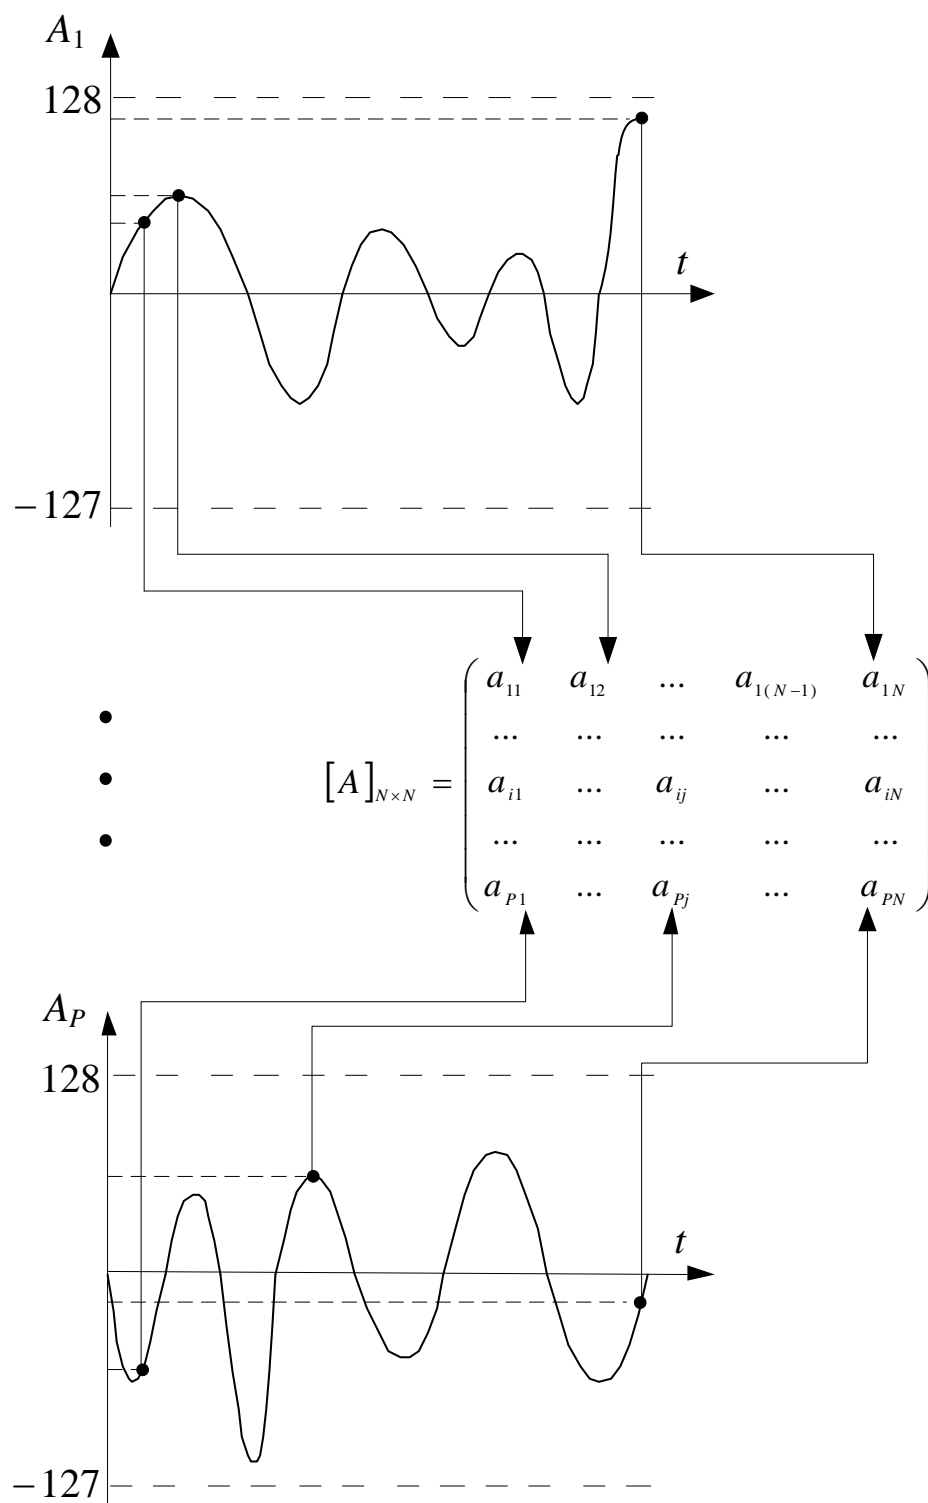 A₁
128
t
−127
a₁₁ a₁₂ ... a₁₍N₋₁₎ a₁N
... ... ... ... ...
[A]N×N = aᵢ₁ ... aᵢⱼ ... aᵢN
... ... ... ... ...
aP₁ ... aPⱼ ... aPN
AP
128
t
−127